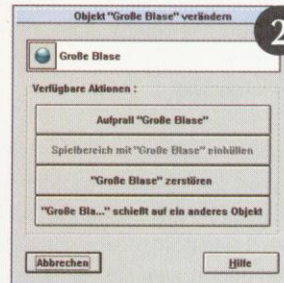 Objekt "Große Blase" verändern
2
Große Blase
Verfügbare Aktionen :
Aufprall "Große Blase"
Spielbereich mit "Große Blase" einhüllen
"Große Blase" zerstören
"Große Bla..." schießt auf ein anderes Objekt
Abbrechen
Hilfe